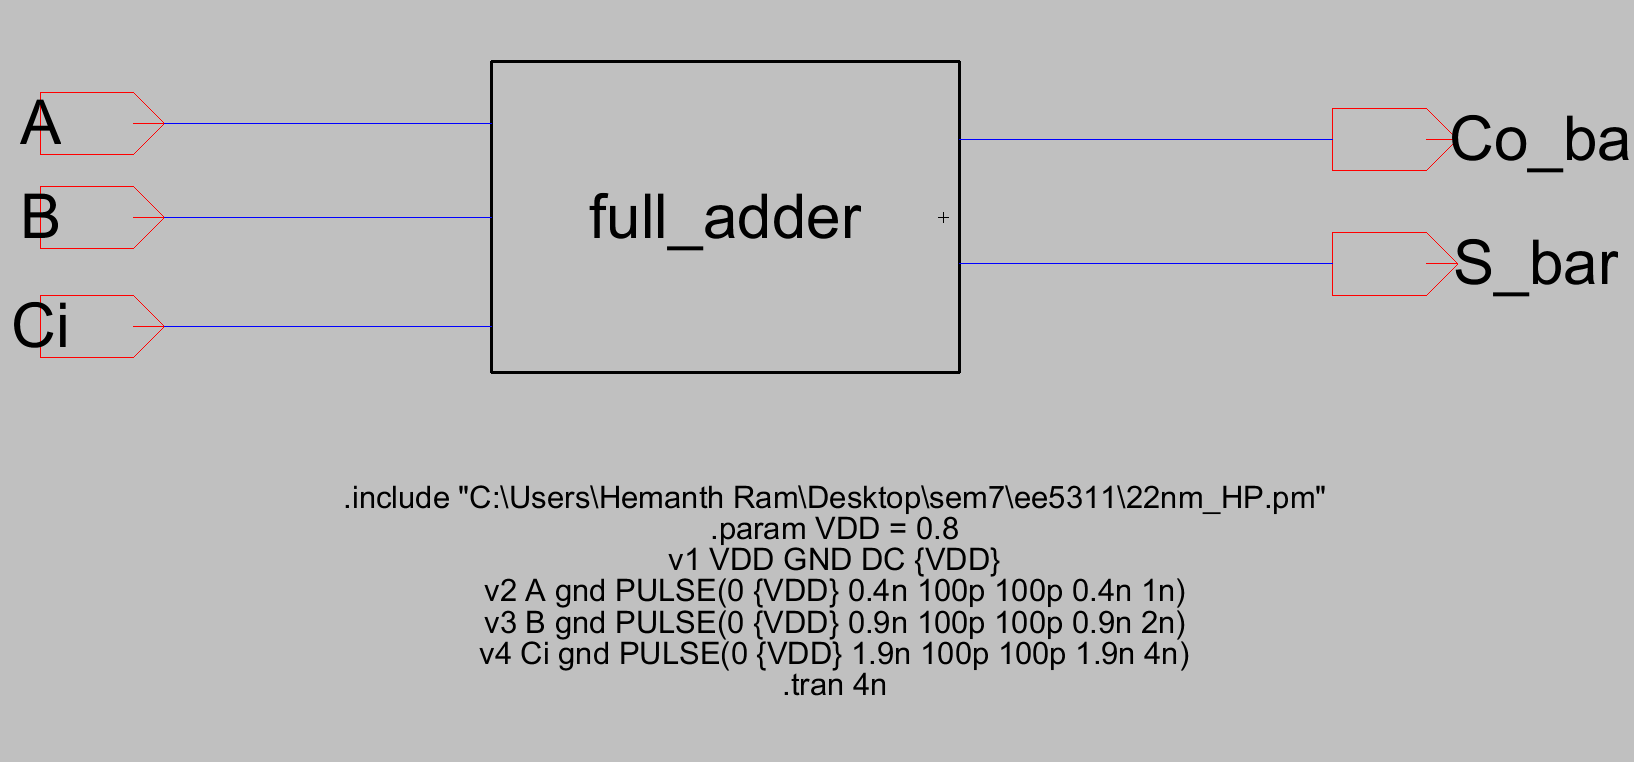 A
Co_ba
B
full_adder
S_bar
Ci
.include "C:\Users\Hemanth Ram\Desktop\sem7\ee5311\22nm_HP.pm"
.param VDD = 0.8
v1 VDD GND DC {VDD}
v2 A gnd PULSE(0 {VDD} 0.4n 100p 100p 0.4n 1n)
v3 B gnd PULSE(0 {VDD} 0.9n 100p 100p 0.9n 2n)
v4 Ci gnd PULSE(0 {VDD} 1.9n 100p 100p 1.9n 4n)
.tran 4n